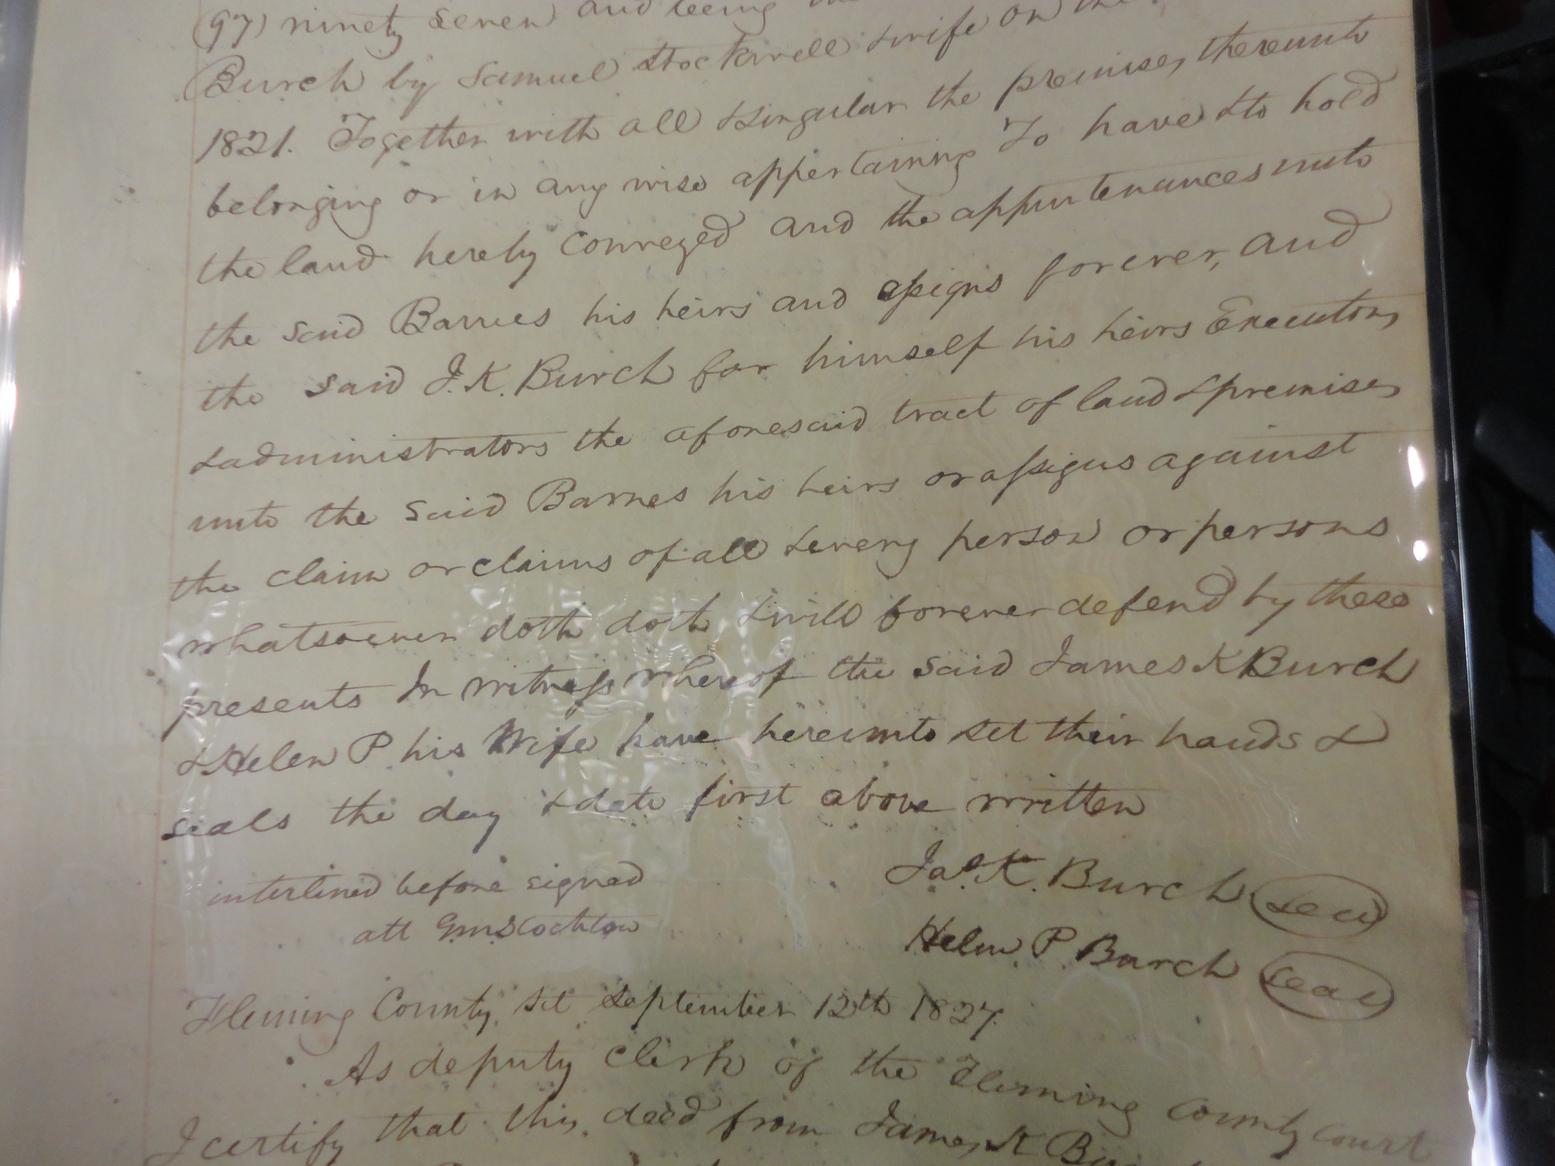 (97) ninety seven and being
Burch by Samuel Stockwell & wife on the
1821. Together with all & singular the premises thereunto
belonging or in any wise appertaining To have & to hold
the land hereby conveyed and the appurtenances unto
the said Barnes his heirs and assigns forever, and
the said J. K. Burch for himself his heirs Executors
& administrators the aforesaid tract of land & premises
unto the said Barnes his heirs or assigns against
the claim or claims of all & every person or persons
whatsoever doth doth & will forever defend by these
presents In witness whereof the said James K Burch
& Helen P his Wife have hereunto set their hands &
seals the day & date first above written
interlined before signed
att
Jas. K. Burch seal
Helen P. Burch seal
Fleming County sct September 12th 1827.
As deputy clerk of the Fleming County Court
I certify that this deed from James K